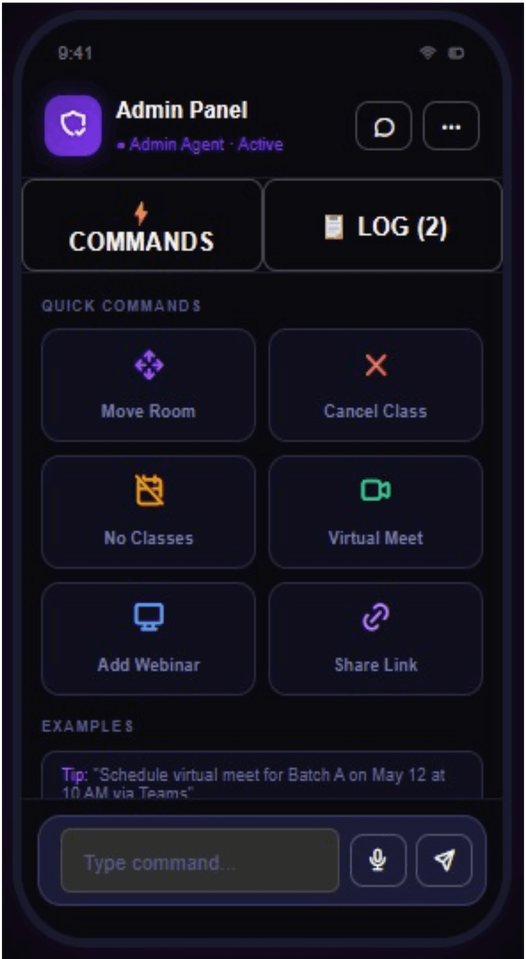 9:41
Admin Panel
Admin Agent · Active
COMMANDS
LOG (2)
QUICK COMMANDS
Move Room
Cancel Class
No Classes
Virtual Meet
Add Webinar
Share Link
EXAMPLES
Tip: "Schedule virtual meet for Batch A on May 12 at
10 AM via Teams"
Type command...